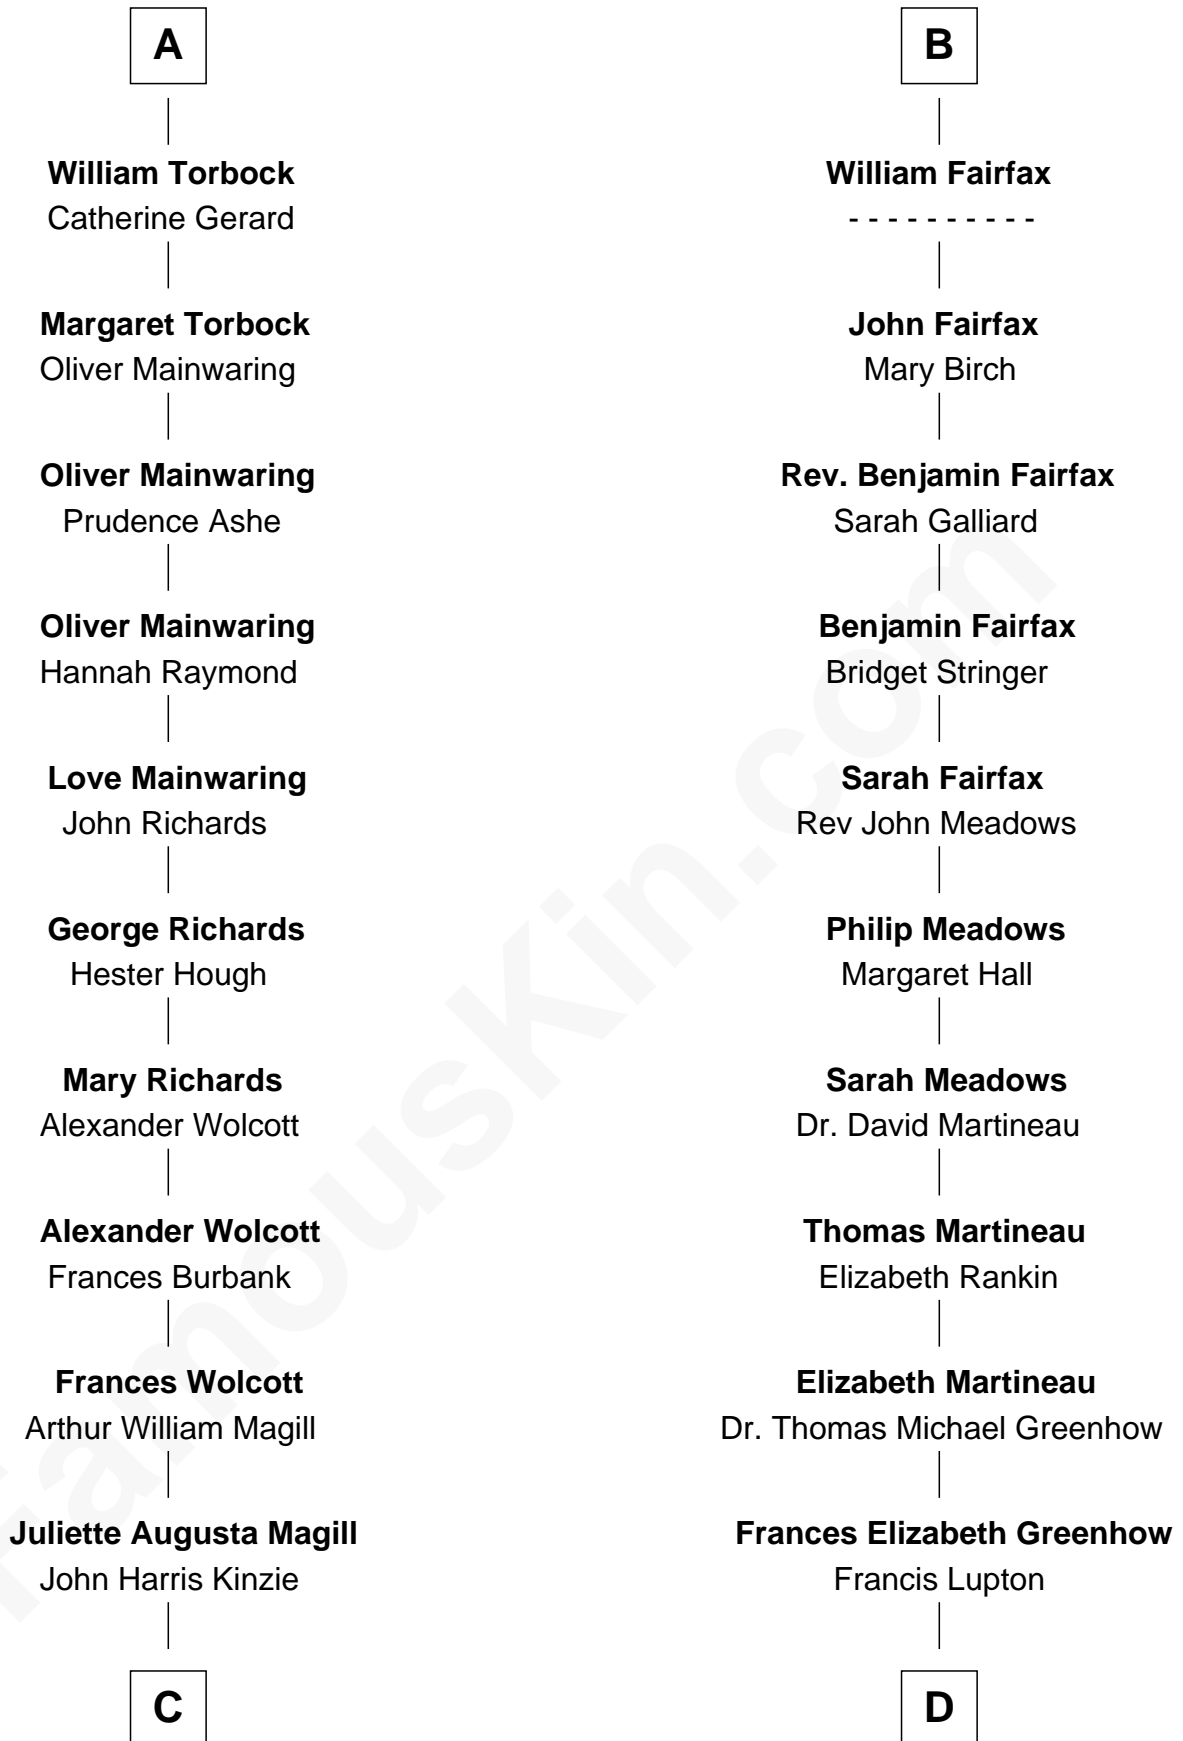 A
William Torbock
Catherine Gerard
Margaret Torbock
Oliver Mainwaring
Oliver Mainwaring
Prudence Ashe
Oliver Mainwaring
Hannah Raymond
Love Mainwaring
John Richards
George Richards
Hester Hough
Mary Richards
Alexander Wolcott
Alexander Wolcott
Frances Burbank
Frances Wolcott
Arthur William Magill
Juliette Augusta Magill
John Harris Kinzie
C
B
William Fairfax
- - - - - - - - - -
John Fairfax
Mary Birch
Rev. Benjamin Fairfax
Sarah Galliard
Benjamin Fairfax
Bridget Stringer
Sarah Fairfax
Rev John Meadows
Philip Meadows
Margaret Hall
Sarah Meadows
Dr. David Martineau
Thomas Martineau
Elizabeth Rankin
Elizabeth Martineau
Dr. Thomas Michael Greenhow
Frances Elizabeth Greenhow
Francis Lupton
D
FamousKin.com